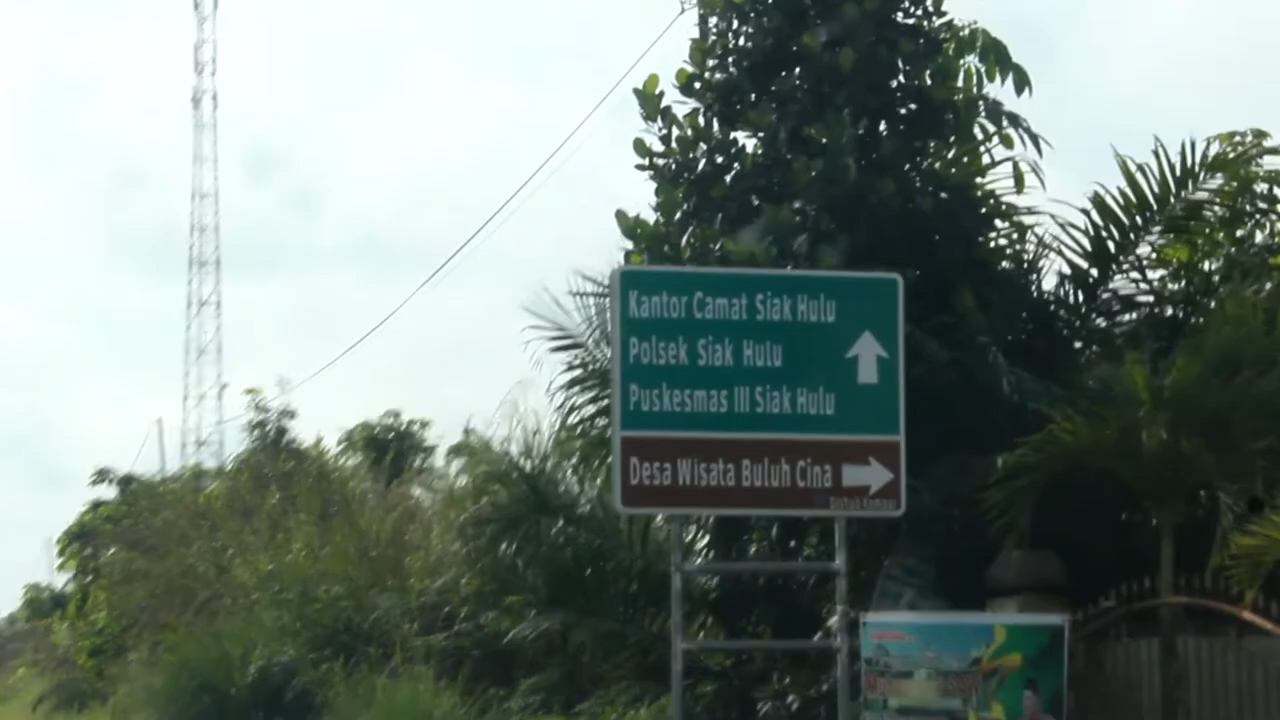 Kantor Camat Siak Hulu
Polsek Siak Hulu
Puskesmas III Siak Hulu
Desa Wisata Buluh Cina